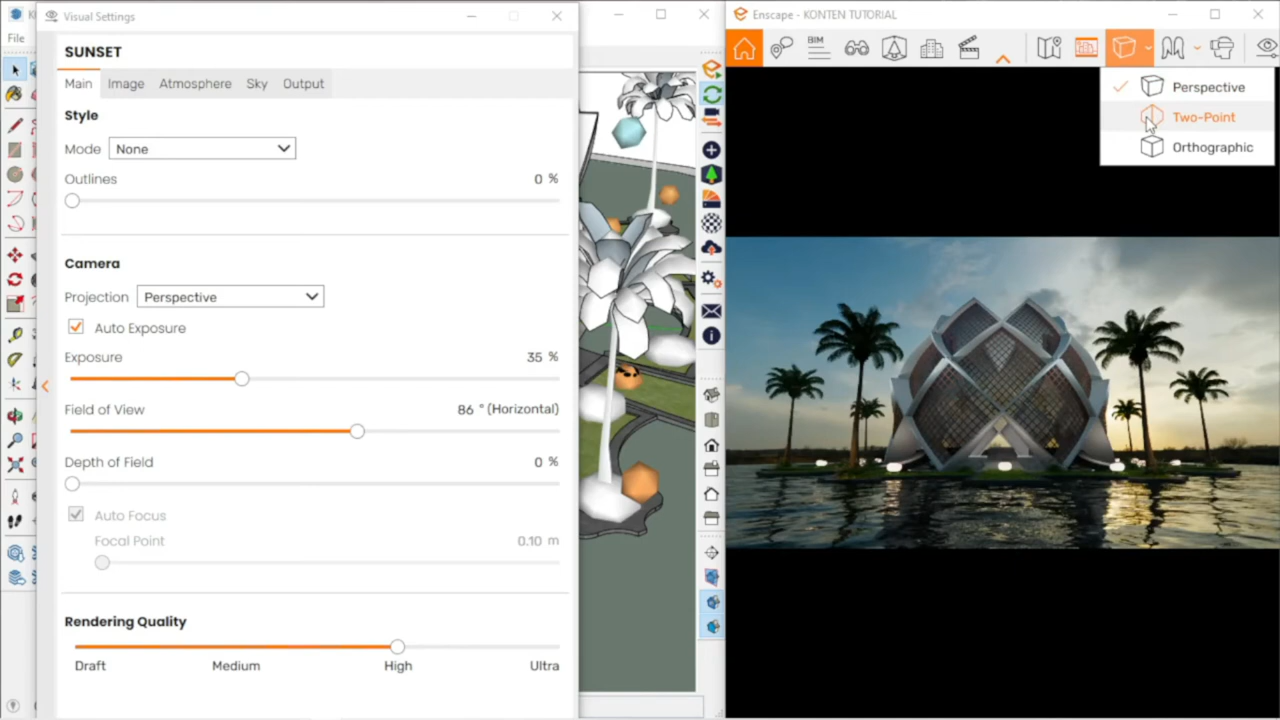 Visual Settings
SUNSET
Main
Image
Atmosphere
Sky
Output
Style
Mode
None
Outlines
0 %
Camera
Projection
Perspective
Auto Exposure
Exposure
35 %
Field of View
86 ° (Horizontal)
Depth of Field
0 %
Auto Focus
Focal Point
0.10 m
Rendering Quality
Draft
Medium
High
Ultra
File
Enscape - KONTEN TUTORIAL
BIM
Perspective
Two-Point
Orthographic